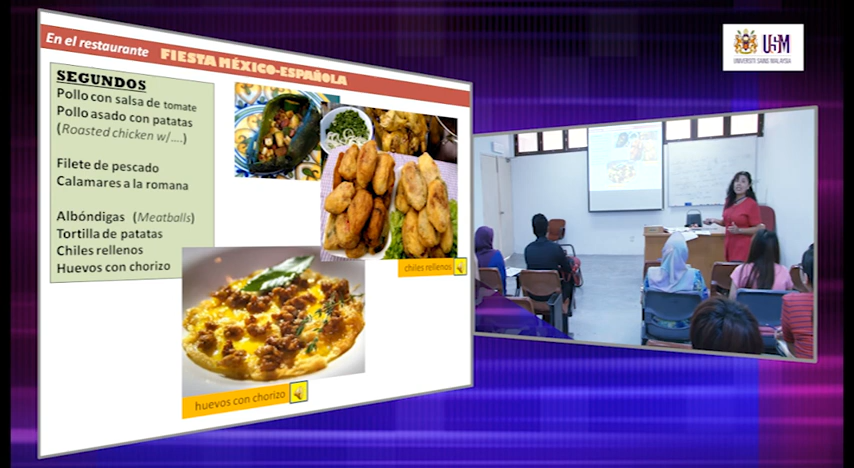 En el restaurante FIESTA MÉXICO-ESPAÑOLA
SEGUNDOS
Pollo con salsa de tomate
Pollo asado con patatas
(Roasted chicken w/....)
Filete de pescado
Calamares a la romana
Albóndigas (Meatballs)
Tortilla de patatas
Chiles rellenos
Huevos con chorizo
chiles rellenos
huevos con chorizo
USM
UNIVERSITI SAINS MALAYSIA